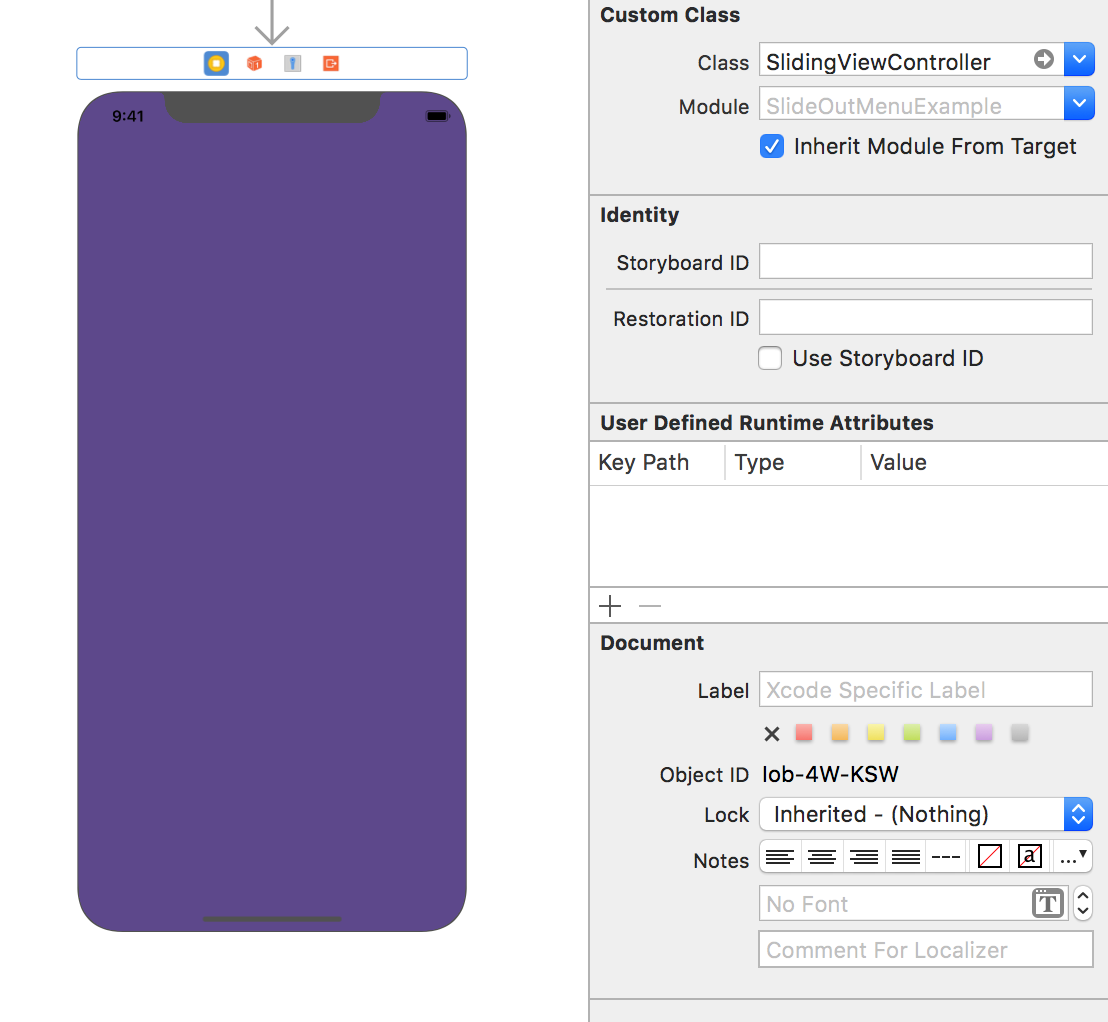 9:41
Custom Class
Class SlidingViewController
Module SlideOutMenuExample
Inherit Module From Target
Identity
Storyboard ID
Restoration ID
Use Storyboard ID
User Defined Runtime Attributes
Key Path Type Value
Document
Label Xcode Specific Label
Object ID Iob-4W-KSW
Lock Inherited - (Nothing)
Notes a ...
No Font T
Comment For Localizer